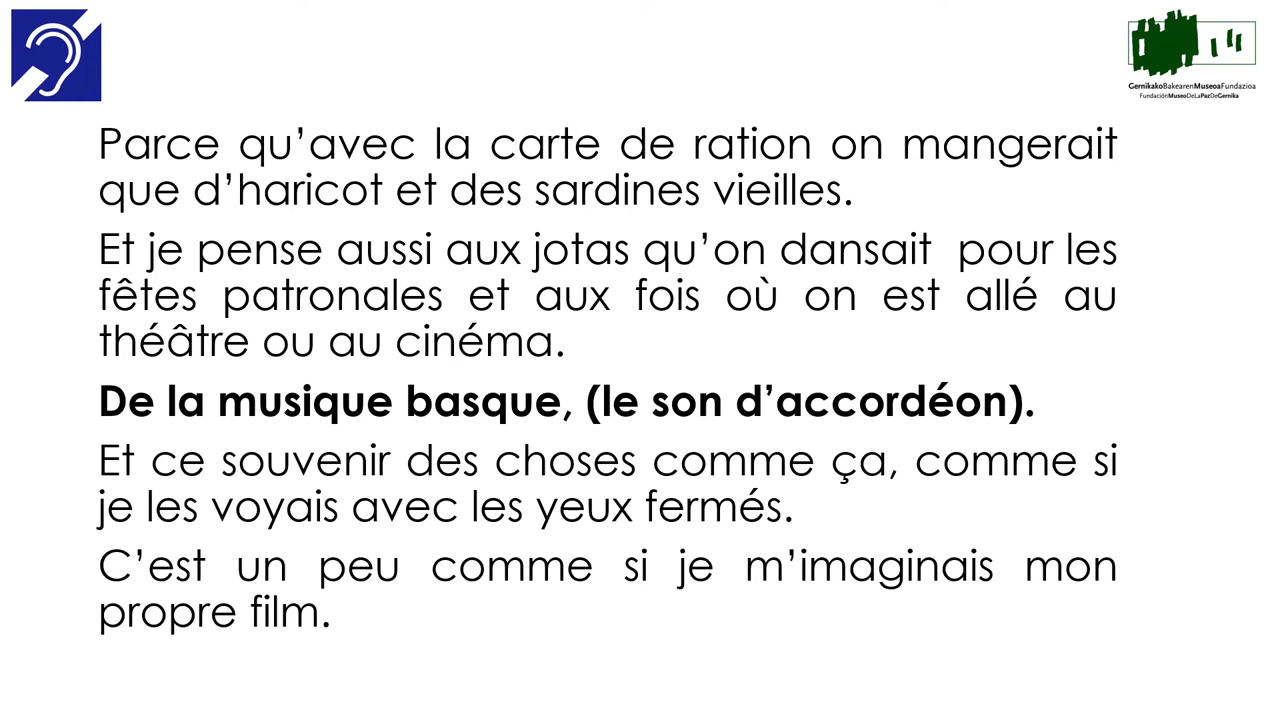 GernikakoBakearenMuseoaFundazioa
FundaciónMuseoDeLaPazDeGernika
Parce qu’avec la carte de ration on mangerait
que d’haricot et des sardines vieilles.
Et je pense aussi aux jotas qu’on dansait  pour les
fêtes patronales et aux fois où on est allé au
théâtre ou au cinéma.
De la musique basque, (le son d’accordéon).
Et ce souvenir des choses comme ça, comme si
je les voyais avec les yeux fermés.
C’est un peu comme si je m’imaginais mon
propre film.